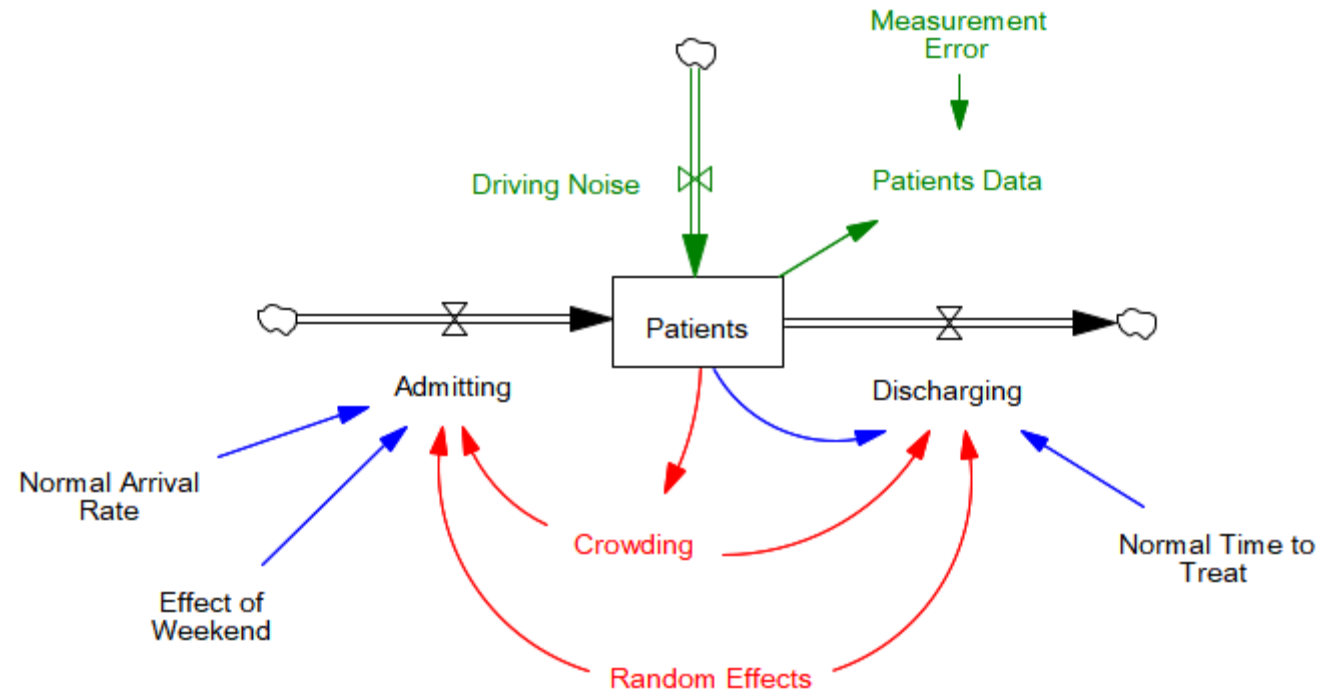 Measurement
Error
Driving Noise
Patients Data
Patients
Admitting
Discharging
Normal Arrival
Rate
Crowding
Normal Time to
Treat
Effect of
Weekend
Random Effects